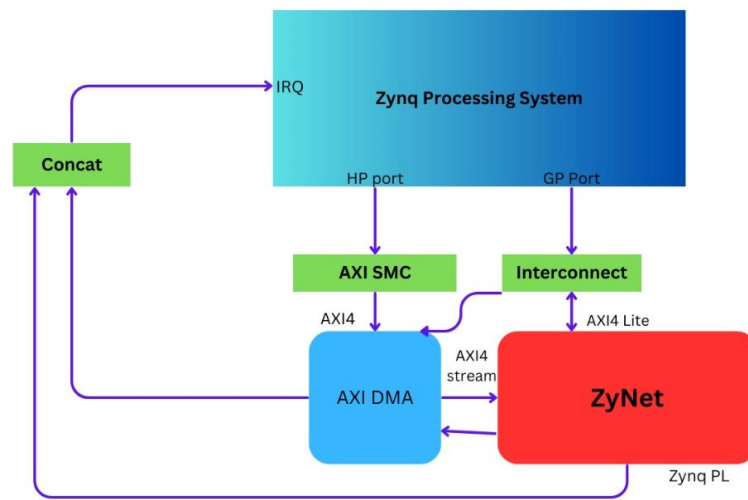 IRQ
Zynq Processing System
Concat
HP port
GP Port
AXI SMC
Interconnect
AXI4
AXI4 Lite
AXI4
stream
AXI DMA
ZyNet
Zynq PL